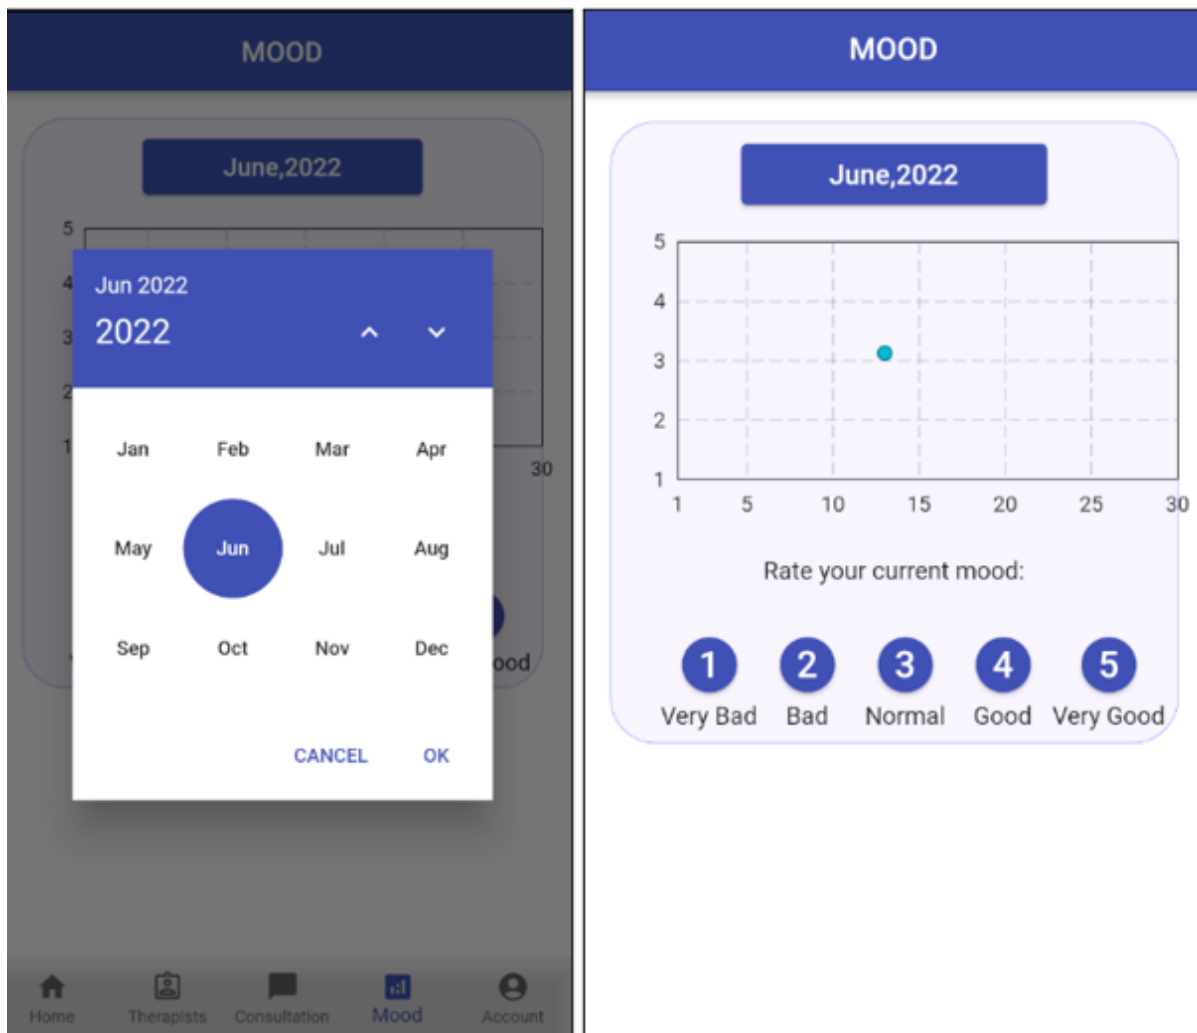 MOOD
June,2022
5
4
3
2
1
30
Jun 2022
2022
Jan Feb Mar Apr
May Jun Jul Aug
Sep Oct Nov Dec
ood
CANCEL OK
Home Therapists Consultation Mood Account
MOOD
June,2022
5
4
3
2
1
1 5 10 15 20 25 30
Rate your current mood:
1 2 3 4 5
Very Bad Bad Normal Good Very Good